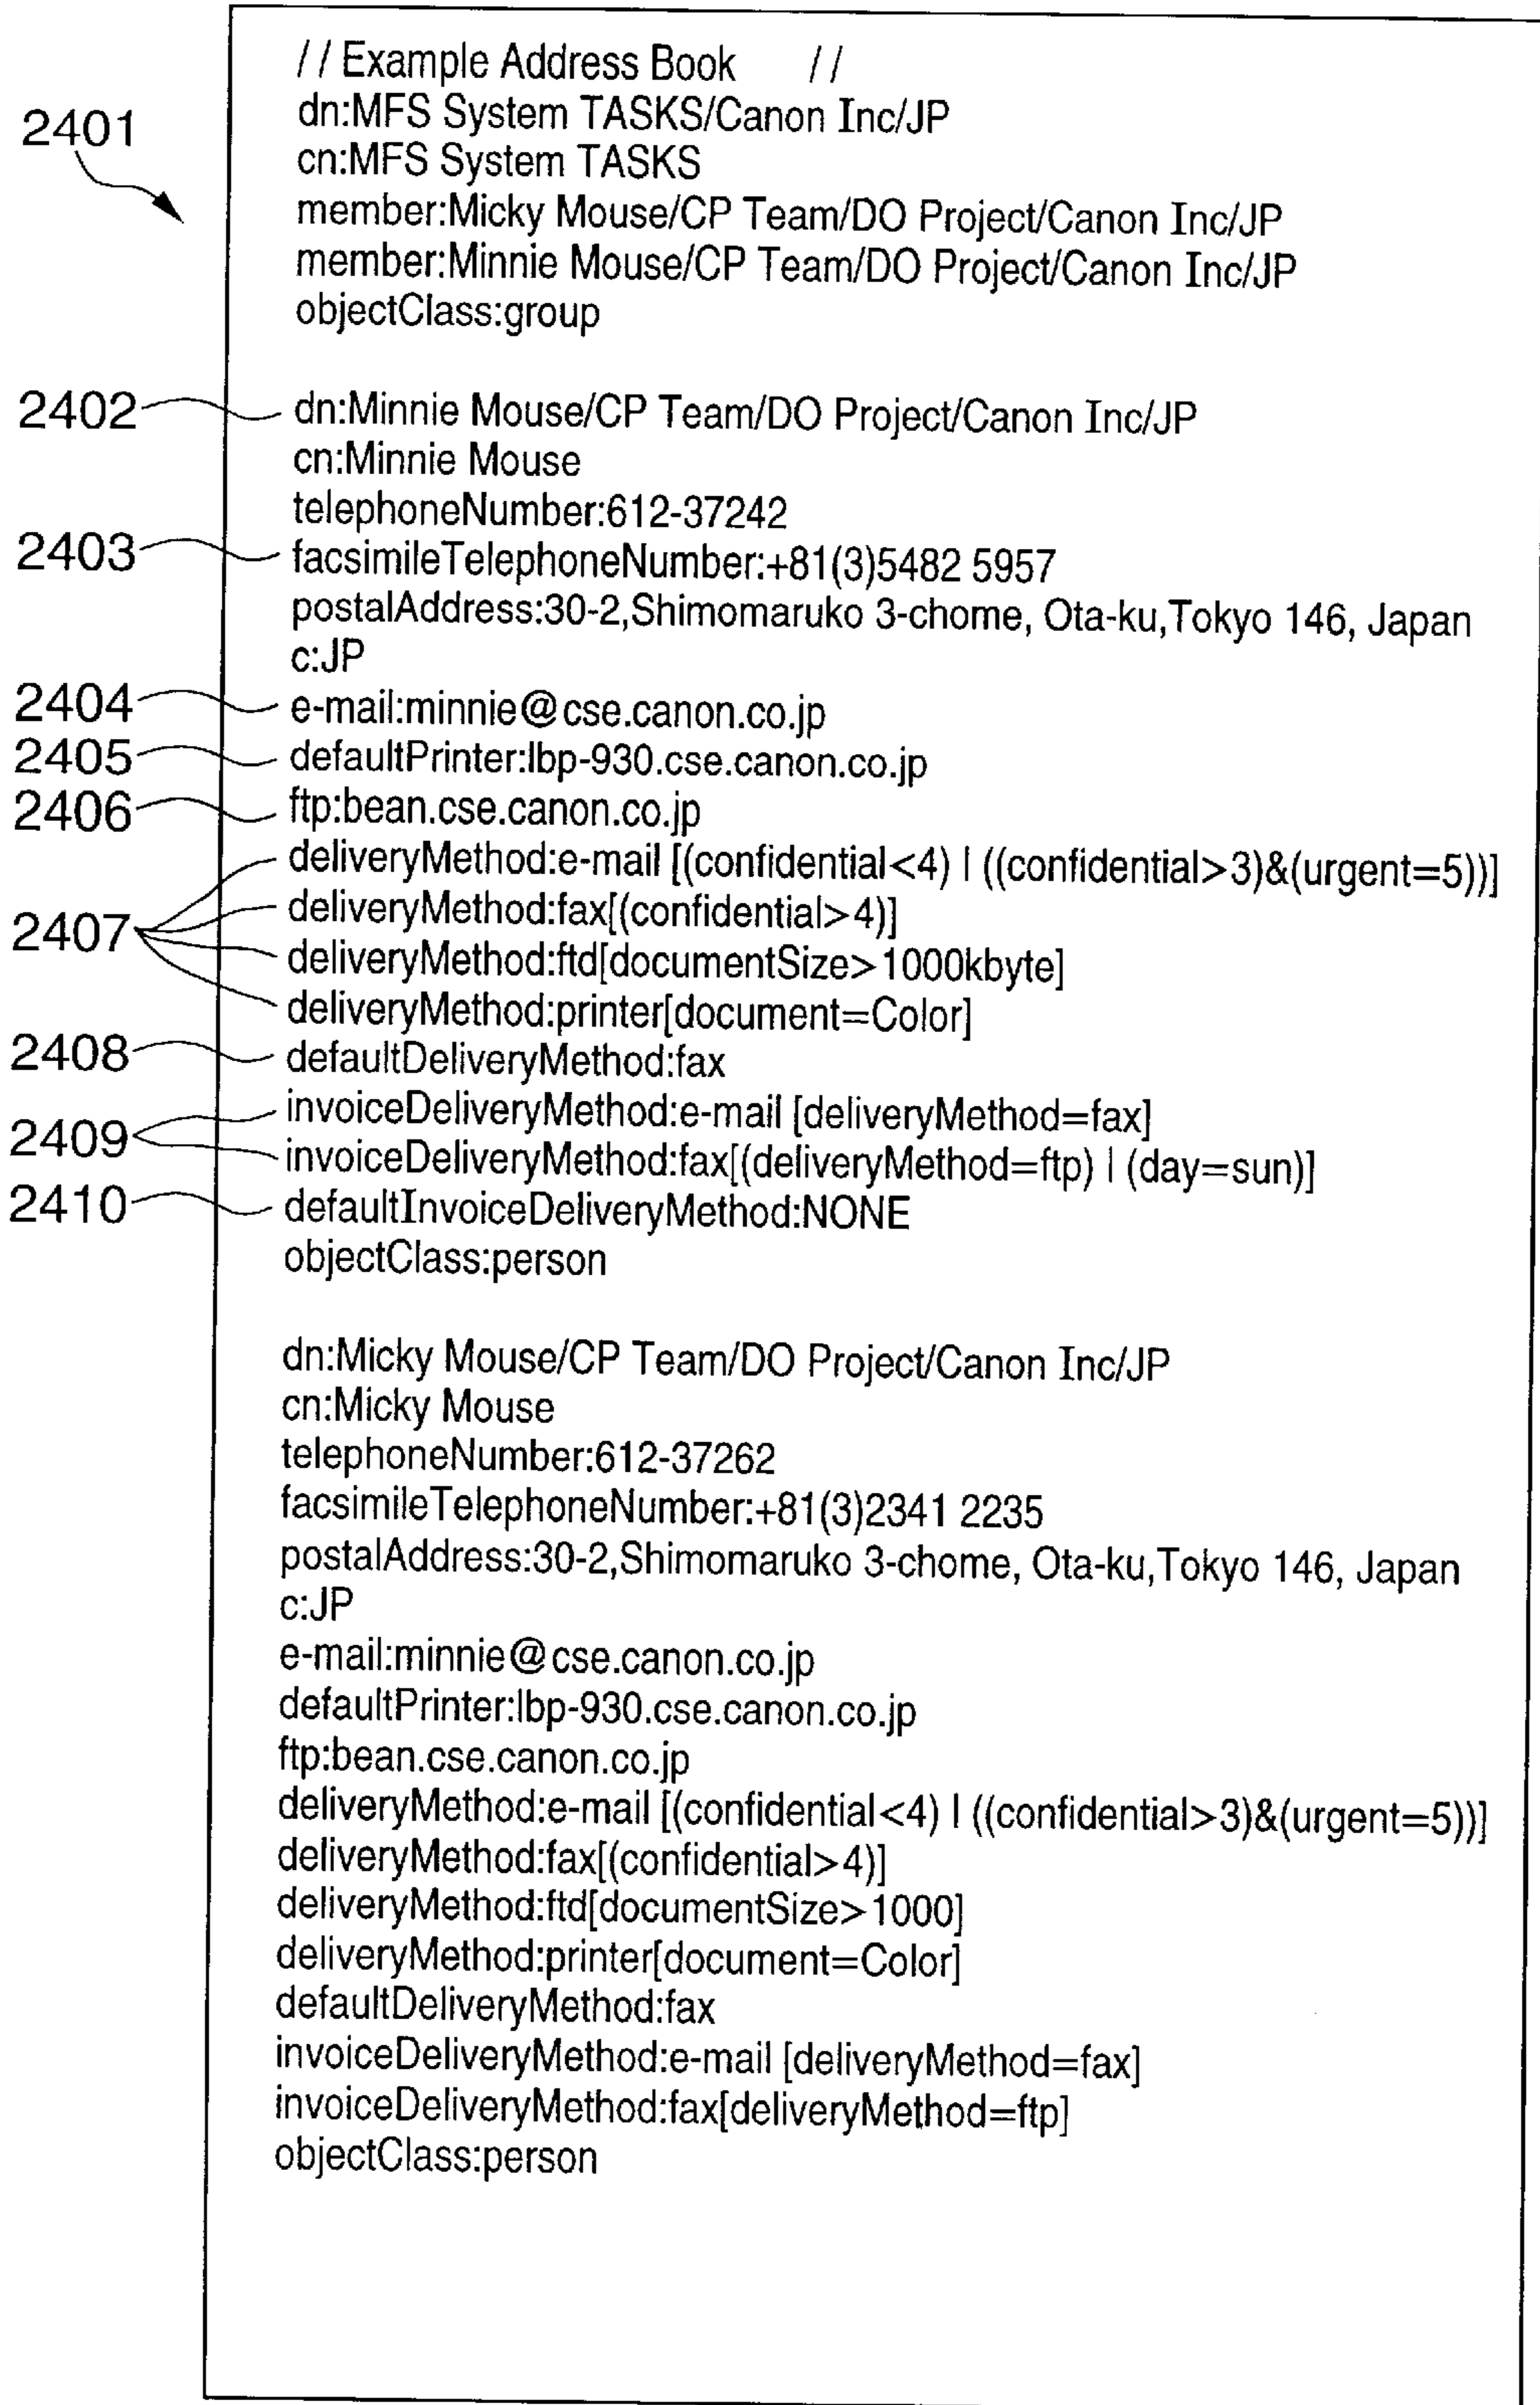 // Example Address Book //
2401
dn:MFS System TASKS/Canon Inc/JP
cn:MFS System TASKS
member:Micky Mouse/CP Team/DO Project/Canon Inc/JP
member:Minnie Mouse/CP Team/DO Project/Canon Inc/JP
objectClass:group
2402 dn:Minnie Mouse/CP Team/DO Project/Canon Inc/JP
cn:Minnie Mouse
telephoneNumber:612-37242
2403 facsimileTelephoneNumber:+81(3)5482 5957
postalAddress:30-2,Shimomaruko 3-chome, Ota-ku,Tokyo 146, Japan
c:JP
2404 e-mail:minnie@cse.canon.co.jp
2405 defaultPrinter:lbp-930.cse.canon.co.jp
2406 ftp:bean.cse.canon.co.jp
deliveryMethod:e-mail [(confidential<4) | ((confidential>3)&(urgent=5))]
2407 deliveryMethod:fax[(confidential>4)]
deliveryMethod:ftd[documentSize>1000kbyte]
deliveryMethod:printer[document=Color]
2408 defaultDeliveryMethod:fax
2409 invoiceDeliveryMethod:e-mail [deliveryMethod=fax]
invoiceDeliveryMethod:fax[(deliveryMethod=ftp) | (day=sun)]
2410 defaultInvoiceDeliveryMethod:NONE
objectClass:person
dn:Micky Mouse/CP Team/DO Project/Canon Inc/JP
cn:Micky Mouse
telephoneNumber:612-37262
facsimileTelephoneNumber:+81(3)2341 2235
postalAddress:30-2,Shimomaruko 3-chome, Ota-ku,Tokyo 146, Japan
c:JP
e-mail:minnie@cse.canon.co.jp
defaultPrinter:lbp-930.cse.canon.co.jp
ftp:bean.cse.canon.co.jp
deliveryMethod:e-mail [(confidential<4) | ((confidential>3)&(urgent=5))]
deliveryMethod:fax[(confidential>4)]
deliveryMethod:ftd[documentSize>1000]
deliveryMethod:printer[document=Color]
defaultDeliveryMethod:fax
invoiceDeliveryMethod:e-mail [deliveryMethod=fax]
invoiceDeliveryMethod:fax[deliveryMethod=ftp]
objectClass:person